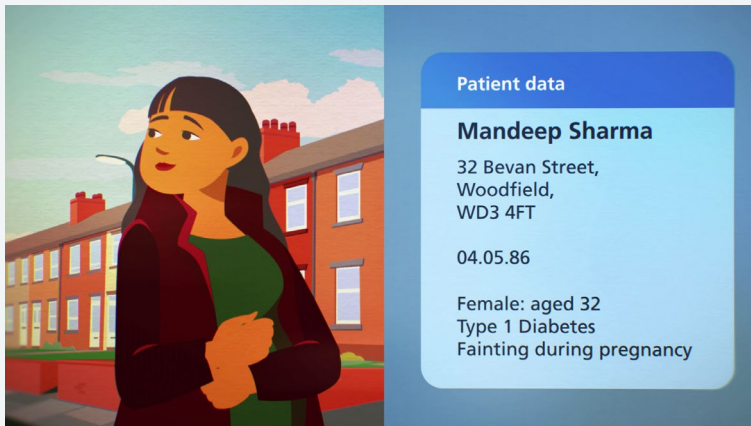 Patient data
Mandeep Sharma
32 Bevan Street,
Woodfield,
WD3 4FT
04.05.86
Female: aged 32
Type 1 Diabetes
Fainting during pregnancy